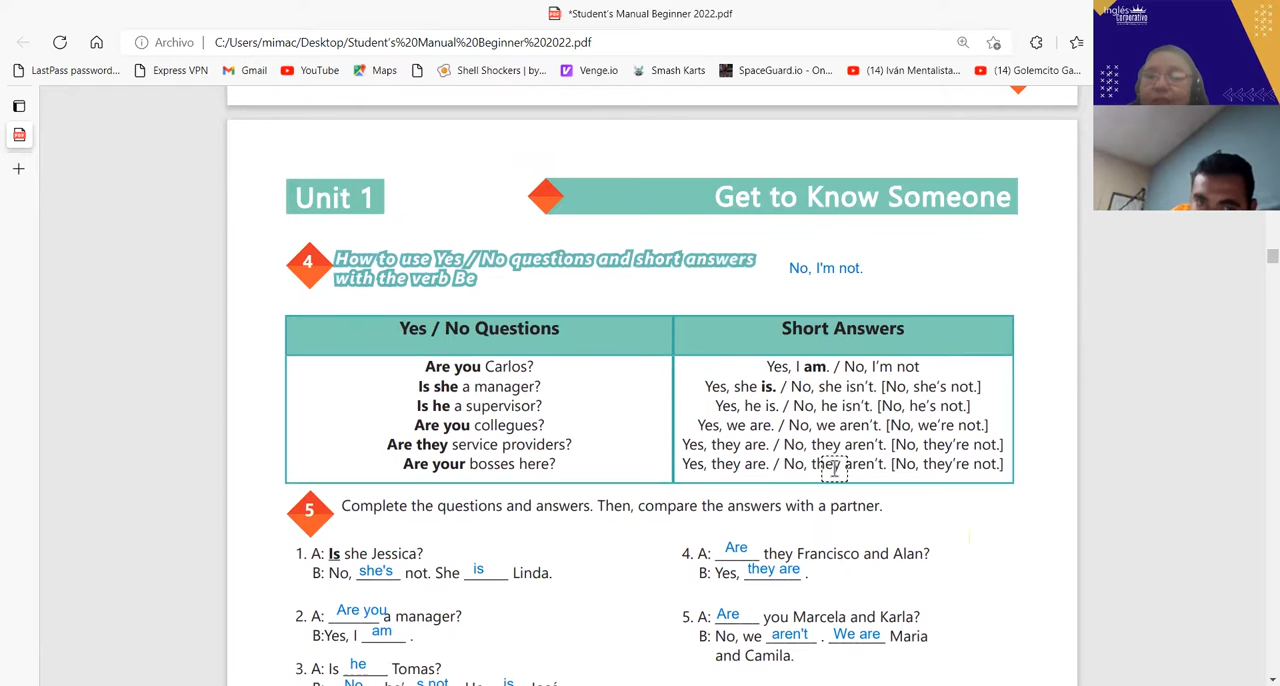 *Student's Manual Beginner 2022.pdf
Archivo
C:/Users/mimac/Desktop/Student's%20Manual%20Beginner%202022.pdf
LastPass password...
Express VPN
Gmail
YouTube
Maps
Shell Shockers | by...
Venge.io
Smash Karts
SpaceGuard.io - On...
(14) Iván Mentalista...
(14) Golemcito Ga...
Inglés
Corporativo
Unit 1
Get to Know Someone
4
How to use Yes / No questions and short answers
with the verb Be
No, I'm not.
Yes / No Questions
Short Answers
Are you Carlos?
Yes, I am. / No, I'm not
Is she a manager?
Yes, she is. / No, she isn't. [No, she's not.]
Is he a supervisor?
Yes, he is. / No, he isn't. [No, he's not.]
Are you collegues?
Yes, we are. / No, we aren't. [No, we're not.]
Are they service providers?
Yes, they are. / No, they aren't. [No, they're not.]
Are your bosses here?
Yes, they are. / No, they aren't. [No, they're not.]
5
Complete the questions and answers. Then, compare the answers with a partner.
1. A: Is she Jessica?
B: No, she's not. She is Linda.
2. A: Are you a manager?
B:Yes, I am .
3. A: Is he Tomas?
4. A: Are they Francisco and Alan?
B: Yes, they are .
5. A: Are you Marcela and Karla?
B: No, we aren't . We are Maria
and Camila.